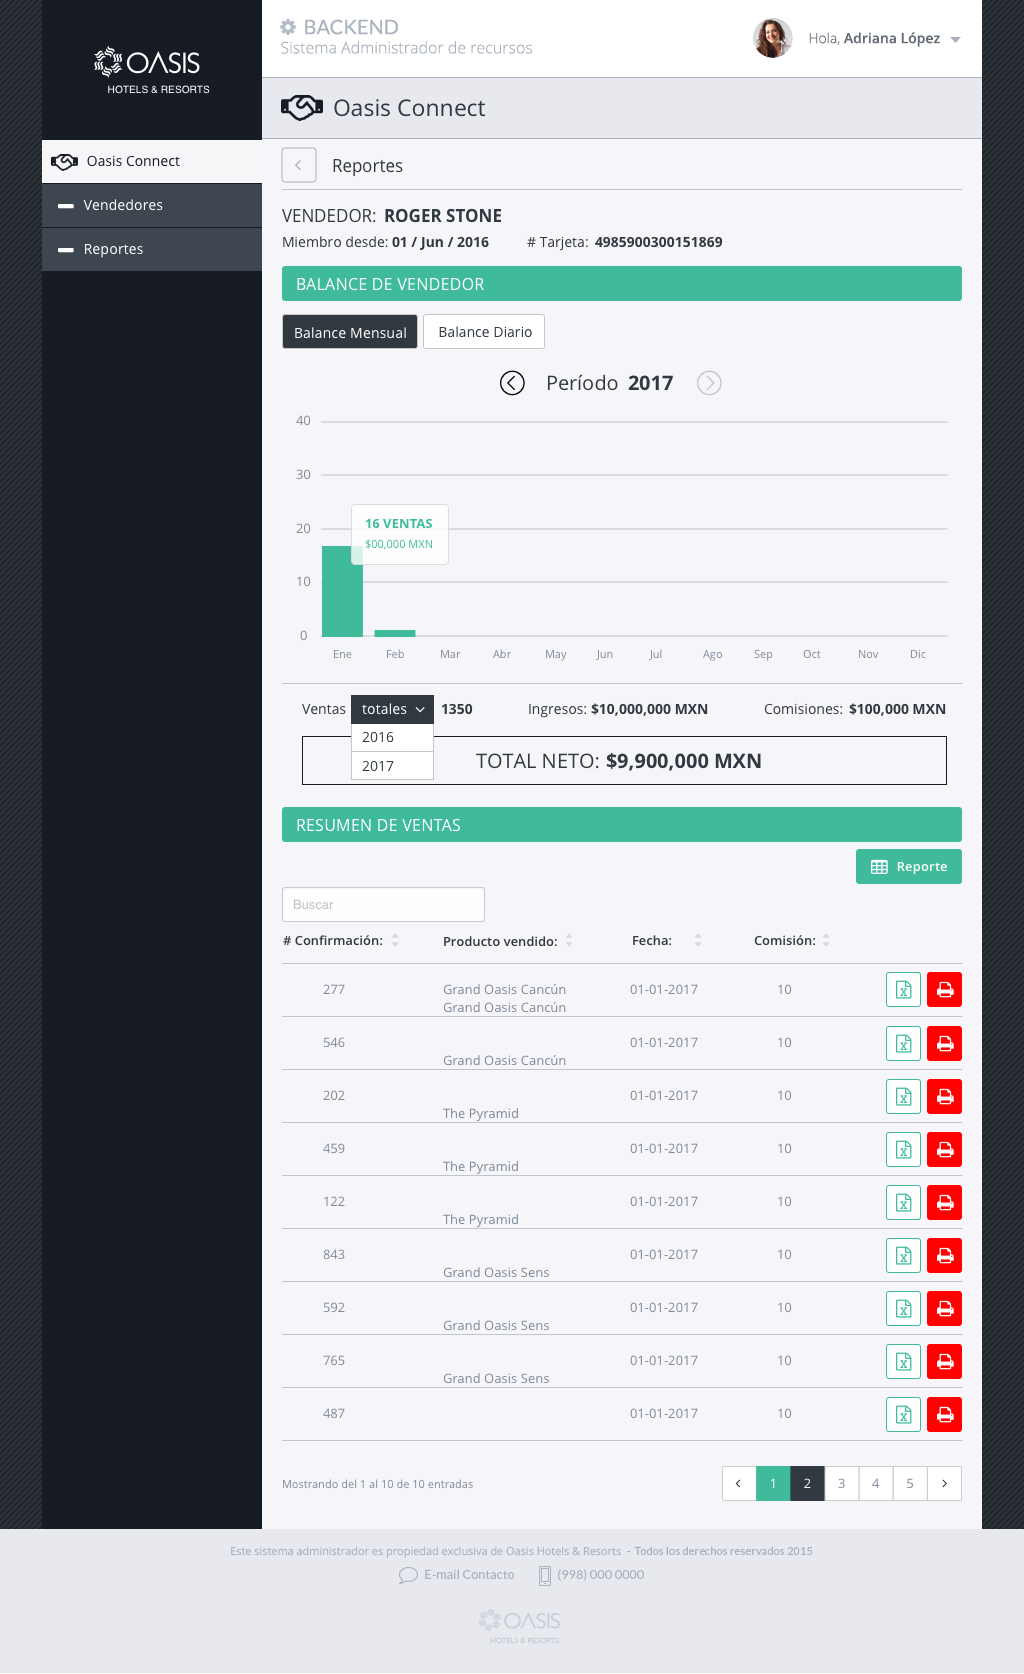 OASIS
HOTELS & RESORTS
BACKEND
Sistema Administrador de recursos
Hola, Adriana López
Oasis Connect
Oasis Connect
Vendedores
Reportes
Reportes
VENDEDOR: ROGER STONE
Miembro desde: 01 / Jun / 2016 # Tarjeta: 4985900300151869
BALANCE DE VENDEDOR
Balance Mensual Balance Diario
Período 2017
40
30
20
10
0
16 VENTAS
$00,000 MXN
Ene Feb Mar Abr May Jun Jul Ago Sep Oct Nov Dic
Ventas totales 1350 Ingresos: $10,000,000 MXN Comisiones: $100,000 MXN
2016
2017
TOTAL NETO: $9,900,000 MXN
RESUMEN DE VENTAS
Reporte
Buscar
# Confirmación: Producto vendido: Fecha: Comisión:
277 Grand Oasis Cancún 01-01-2017 10
Grand Oasis Cancún
546 01-01-2017 10
Grand Oasis Cancún
202 01-01-2017 10
The Pyramid
459 01-01-2017 10
The Pyramid
122 01-01-2017 10
The Pyramid
843 01-01-2017 10
Grand Oasis Sens
592 01-01-2017 10
Grand Oasis Sens
765 01-01-2017 10
Grand Oasis Sens
487 01-01-2017 10
Mostrando del 1 al 10 de 10 entradas
1 2 3 4 5
Este sistema administrador es propiedad exclusiva de Oasis Hotels & Resorts - Todos los derechos reservados 2015
E-mail Contacto (998) 000 0000
OASIS
HOTELS & RESORTS